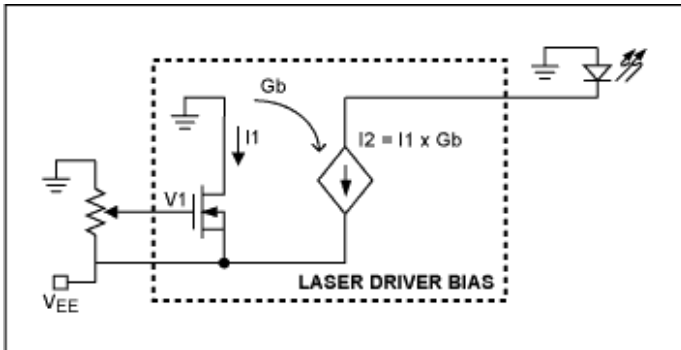 Gb
I1
I2 = I1 x Gb
V1
LASER DRIVER BIAS
VEE